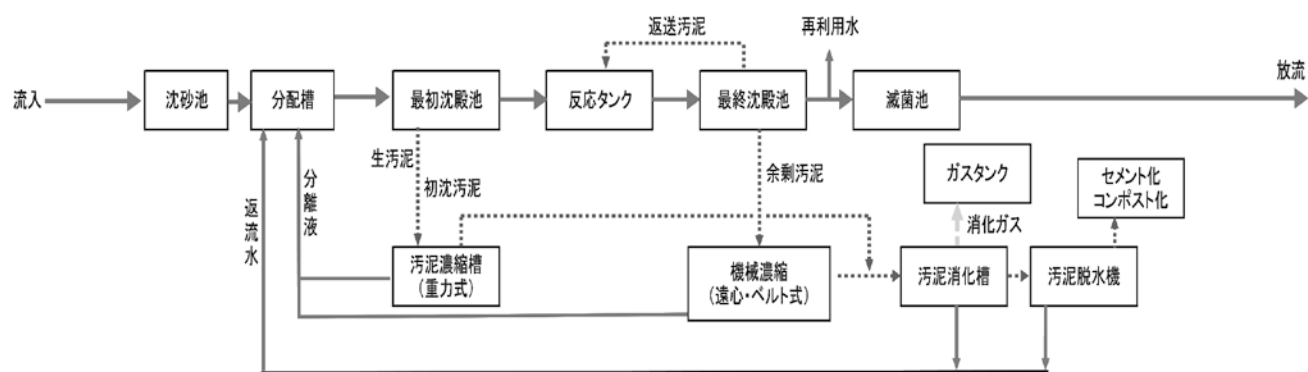 返送汚泥
再利用水
流入
沈砂池
分配槽
最初沈殿池
反応タンク
最終沈殿池
滅菌池
放流
生汚泥
初沈汚泥
余剰汚泥
分離液
返流水
ガスタンク
セメント化
コンポスト化
消化ガス
汚泥濃縮槽
(重力式)
機械濃縮
(遠心・ベルト式)
汚泥消化槽
汚泥脱水機